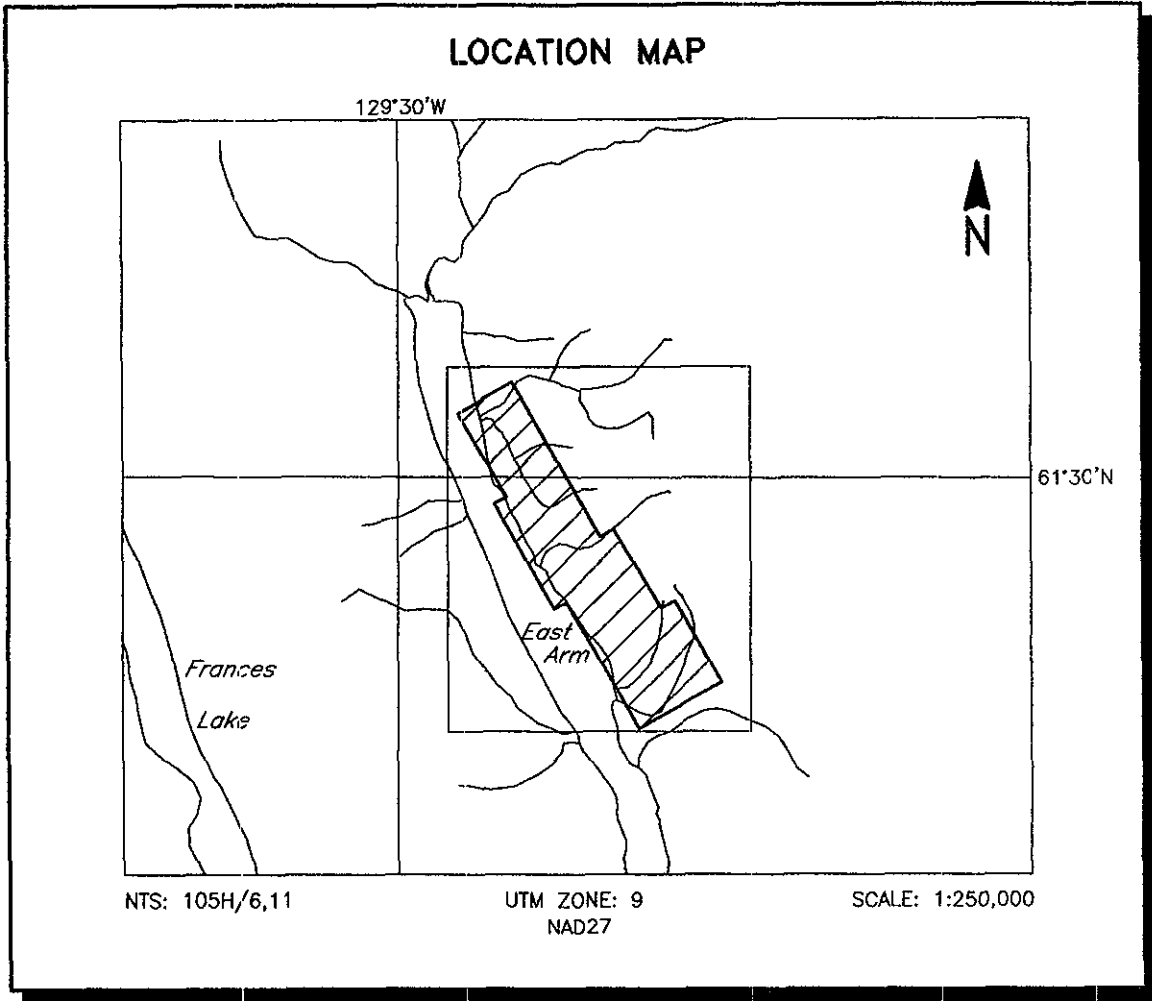 LOCATION MAP
129°30'W
N
61°30'N
East
Arm
Frances
Lake
NTS: 105H/6,11
UTM ZONE: 9
SCALE: 1:250,000
NAD27